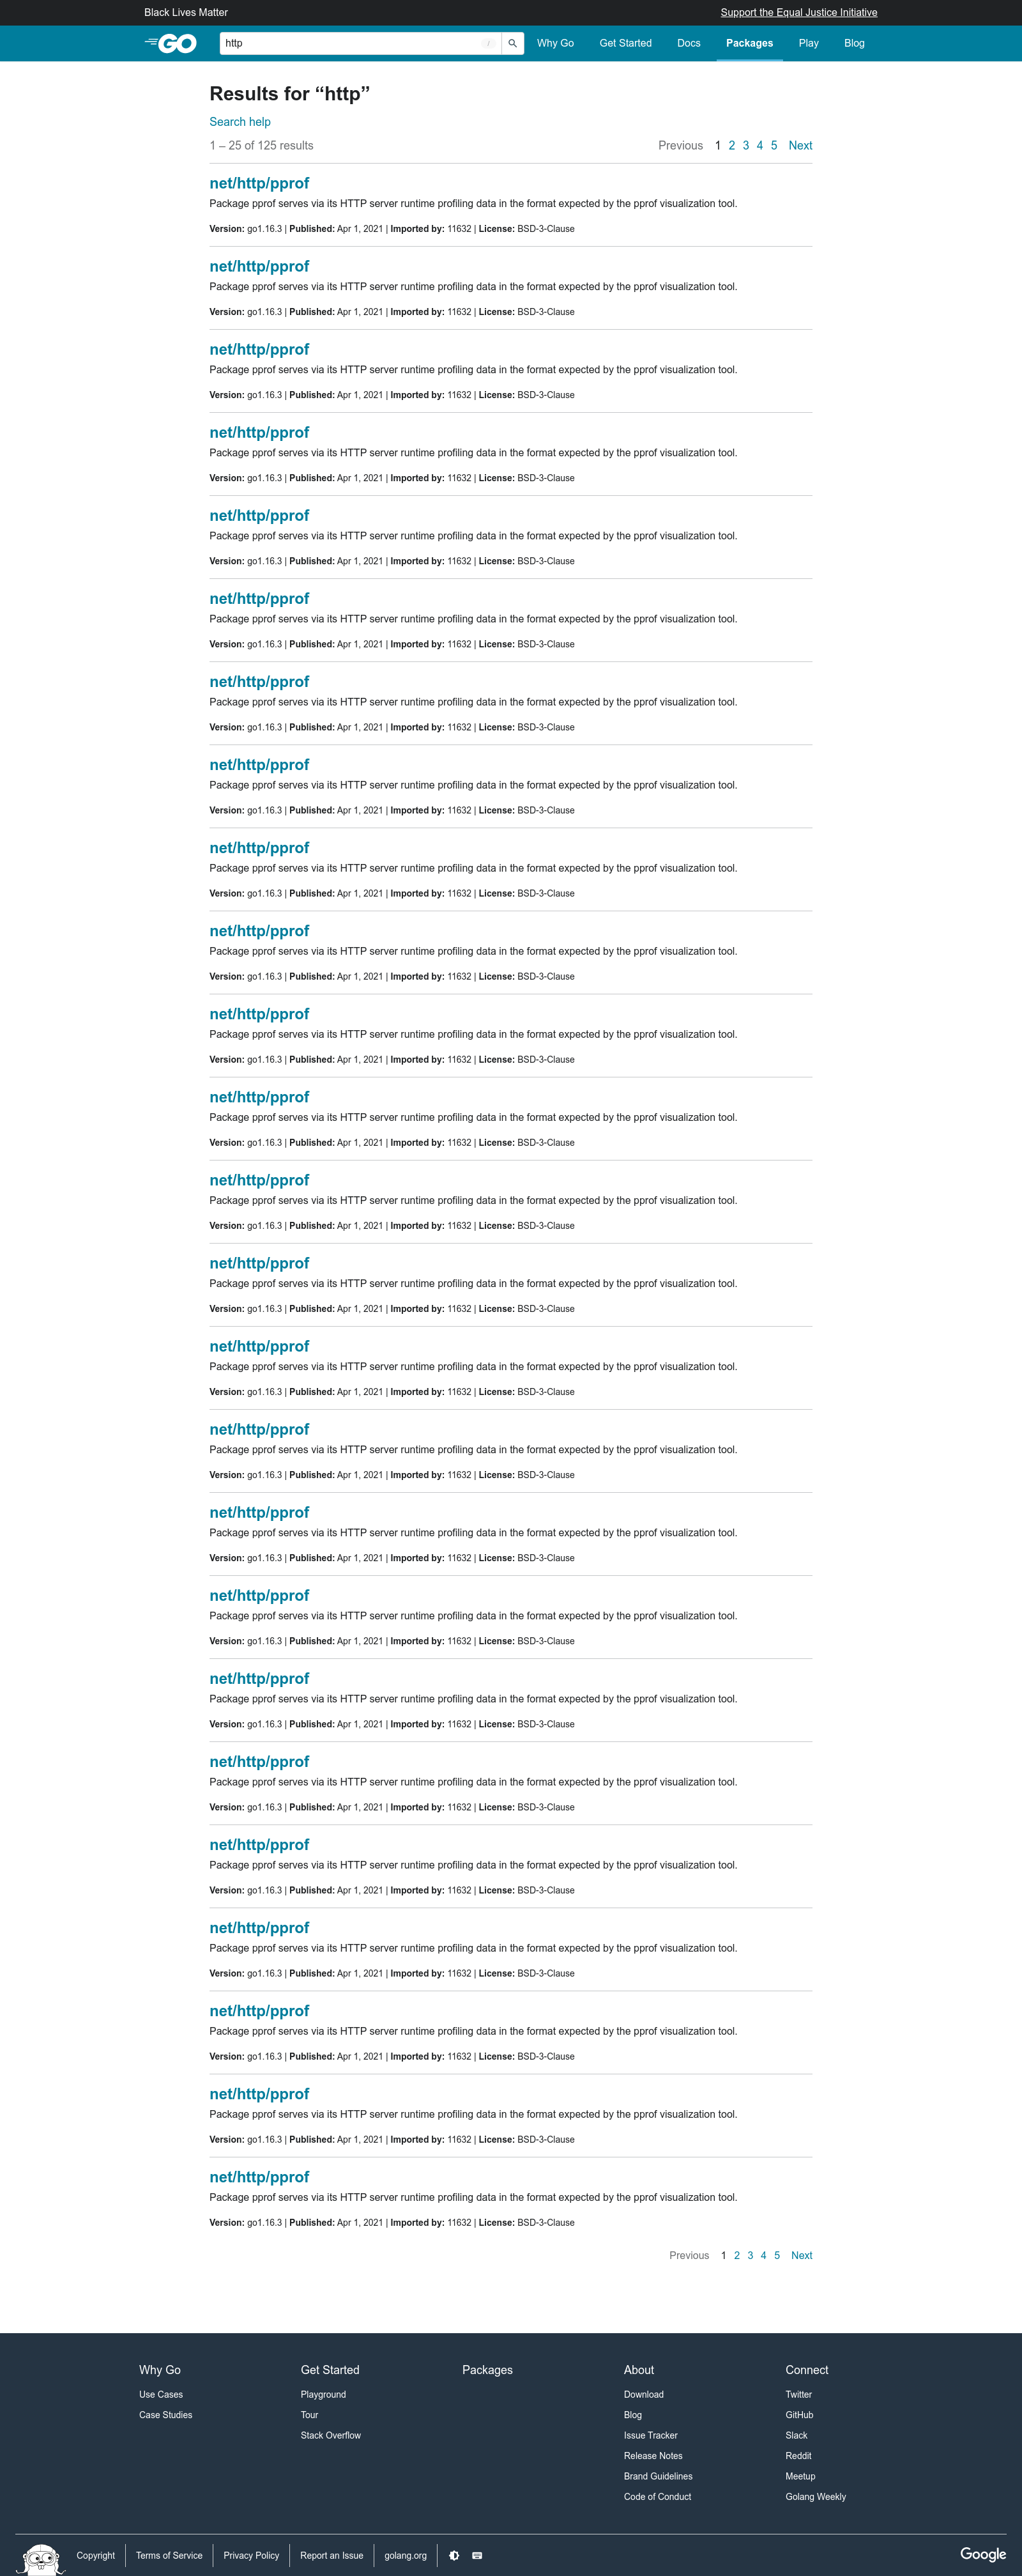 Black Lives Matter
Support the Equal Justice Initiative
GO
http
/
Why Go
Get Started
Docs
Packages
Play
Blog
Results for “http”
Search help
1 – 25 of 125 results
Previous 1 2 3 4 5 Next
net/http/pprof
Package pprof serves via its HTTP server runtime profiling data in the format expected by the pprof visualization tool.
Version: go1.16.3 | Published: Apr 1, 2021 | Imported by: 11632 | License: BSD-3-Clause
net/http/pprof
Package pprof serves via its HTTP server runtime profiling data in the format expected by the pprof visualization tool.
Version: go1.16.3 | Published: Apr 1, 2021 | Imported by: 11632 | License: BSD-3-Clause
net/http/pprof
Package pprof serves via its HTTP server runtime profiling data in the format expected by the pprof visualization tool.
Version: go1.16.3 | Published: Apr 1, 2021 | Imported by: 11632 | License: BSD-3-Clause
net/http/pprof
Package pprof serves via its HTTP server runtime profiling data in the format expected by the pprof visualization tool.
Version: go1.16.3 | Published: Apr 1, 2021 | Imported by: 11632 | License: BSD-3-Clause
net/http/pprof
Package pprof serves via its HTTP server runtime profiling data in the format expected by the pprof visualization tool.
Version: go1.16.3 | Published: Apr 1, 2021 | Imported by: 11632 | License: BSD-3-Clause
net/http/pprof
Package pprof serves via its HTTP server runtime profiling data in the format expected by the pprof visualization tool.
Version: go1.16.3 | Published: Apr 1, 2021 | Imported by: 11632 | License: BSD-3-Clause
net/http/pprof
Package pprof serves via its HTTP server runtime profiling data in the format expected by the pprof visualization tool.
Version: go1.16.3 | Published: Apr 1, 2021 | Imported by: 11632 | License: BSD-3-Clause
net/http/pprof
Package pprof serves via its HTTP server runtime profiling data in the format expected by the pprof visualization tool.
Version: go1.16.3 | Published: Apr 1, 2021 | Imported by: 11632 | License: BSD-3-Clause
net/http/pprof
Package pprof serves via its HTTP server runtime profiling data in the format expected by the pprof visualization tool.
Version: go1.16.3 | Published: Apr 1, 2021 | Imported by: 11632 | License: BSD-3-Clause
net/http/pprof
Package pprof serves via its HTTP server runtime profiling data in the format expected by the pprof visualization tool.
Version: go1.16.3 | Published: Apr 1, 2021 | Imported by: 11632 | License: BSD-3-Clause
net/http/pprof
Package pprof serves via its HTTP server runtime profiling data in the format expected by the pprof visualization tool.
Version: go1.16.3 | Published: Apr 1, 2021 | Imported by: 11632 | License: BSD-3-Clause
net/http/pprof
Package pprof serves via its HTTP server runtime profiling data in the format expected by the pprof visualization tool.
Version: go1.16.3 | Published: Apr 1, 2021 | Imported by: 11632 | License: BSD-3-Clause
net/http/pprof
Package pprof serves via its HTTP server runtime profiling data in the format expected by the pprof visualization tool.
Version: go1.16.3 | Published: Apr 1, 2021 | Imported by: 11632 | License: BSD-3-Clause
net/http/pprof
Package pprof serves via its HTTP server runtime profiling data in the format expected by the pprof visualization tool.
Version: go1.16.3 | Published: Apr 1, 2021 | Imported by: 11632 | License: BSD-3-Clause
net/http/pprof
Package pprof serves via its HTTP server runtime profiling data in the format expected by the pprof visualization tool.
Version: go1.16.3 | Published: Apr 1, 2021 | Imported by: 11632 | License: BSD-3-Clause
net/http/pprof
Package pprof serves via its HTTP server runtime profiling data in the format expected by the pprof visualization tool.
Version: go1.16.3 | Published: Apr 1, 2021 | Imported by: 11632 | License: BSD-3-Clause
net/http/pprof
Package pprof serves via its HTTP server runtime profiling data in the format expected by the pprof visualization tool.
Version: go1.16.3 | Published: Apr 1, 2021 | Imported by: 11632 | License: BSD-3-Clause
net/http/pprof
Package pprof serves via its HTTP server runtime profiling data in the format expected by the pprof visualization tool.
Version: go1.16.3 | Published: Apr 1, 2021 | Imported by: 11632 | License: BSD-3-Clause
net/http/pprof
Package pprof serves via its HTTP server runtime profiling data in the format expected by the pprof visualization tool.
Version: go1.16.3 | Published: Apr 1, 2021 | Imported by: 11632 | License: BSD-3-Clause
net/http/pprof
Package pprof serves via its HTTP server runtime profiling data in the format expected by the pprof visualization tool.
Version: go1.16.3 | Published: Apr 1, 2021 | Imported by: 11632 | License: BSD-3-Clause
net/http/pprof
Package pprof serves via its HTTP server runtime profiling data in the format expected by the pprof visualization tool.
Version: go1.16.3 | Published: Apr 1, 2021 | Imported by: 11632 | License: BSD-3-Clause
net/http/pprof
Package pprof serves via its HTTP server runtime profiling data in the format expected by the pprof visualization tool.
Version: go1.16.3 | Published: Apr 1, 2021 | Imported by: 11632 | License: BSD-3-Clause
net/http/pprof
Package pprof serves via its HTTP server runtime profiling data in the format expected by the pprof visualization tool.
Version: go1.16.3 | Published: Apr 1, 2021 | Imported by: 11632 | License: BSD-3-Clause
net/http/pprof
Package pprof serves via its HTTP server runtime profiling data in the format expected by the pprof visualization tool.
Version: go1.16.3 | Published: Apr 1, 2021 | Imported by: 11632 | License: BSD-3-Clause
net/http/pprof
Package pprof serves via its HTTP server runtime profiling data in the format expected by the pprof visualization tool.
Version: go1.16.3 | Published: Apr 1, 2021 | Imported by: 11632 | License: BSD-3-Clause
Previous 1 2 3 4 5 Next
Why Go
Use Cases
Case Studies
Get Started
Playground
Tour
Stack Overflow
Packages
About
Download
Blog
Issue Tracker
Release Notes
Brand Guidelines
Code of Conduct
Connect
Twitter
GitHub
Slack
Reddit
Meetup
Golang Weekly
Copyright
Terms of Service
Privacy Policy
Report an Issue
golang.org
Google